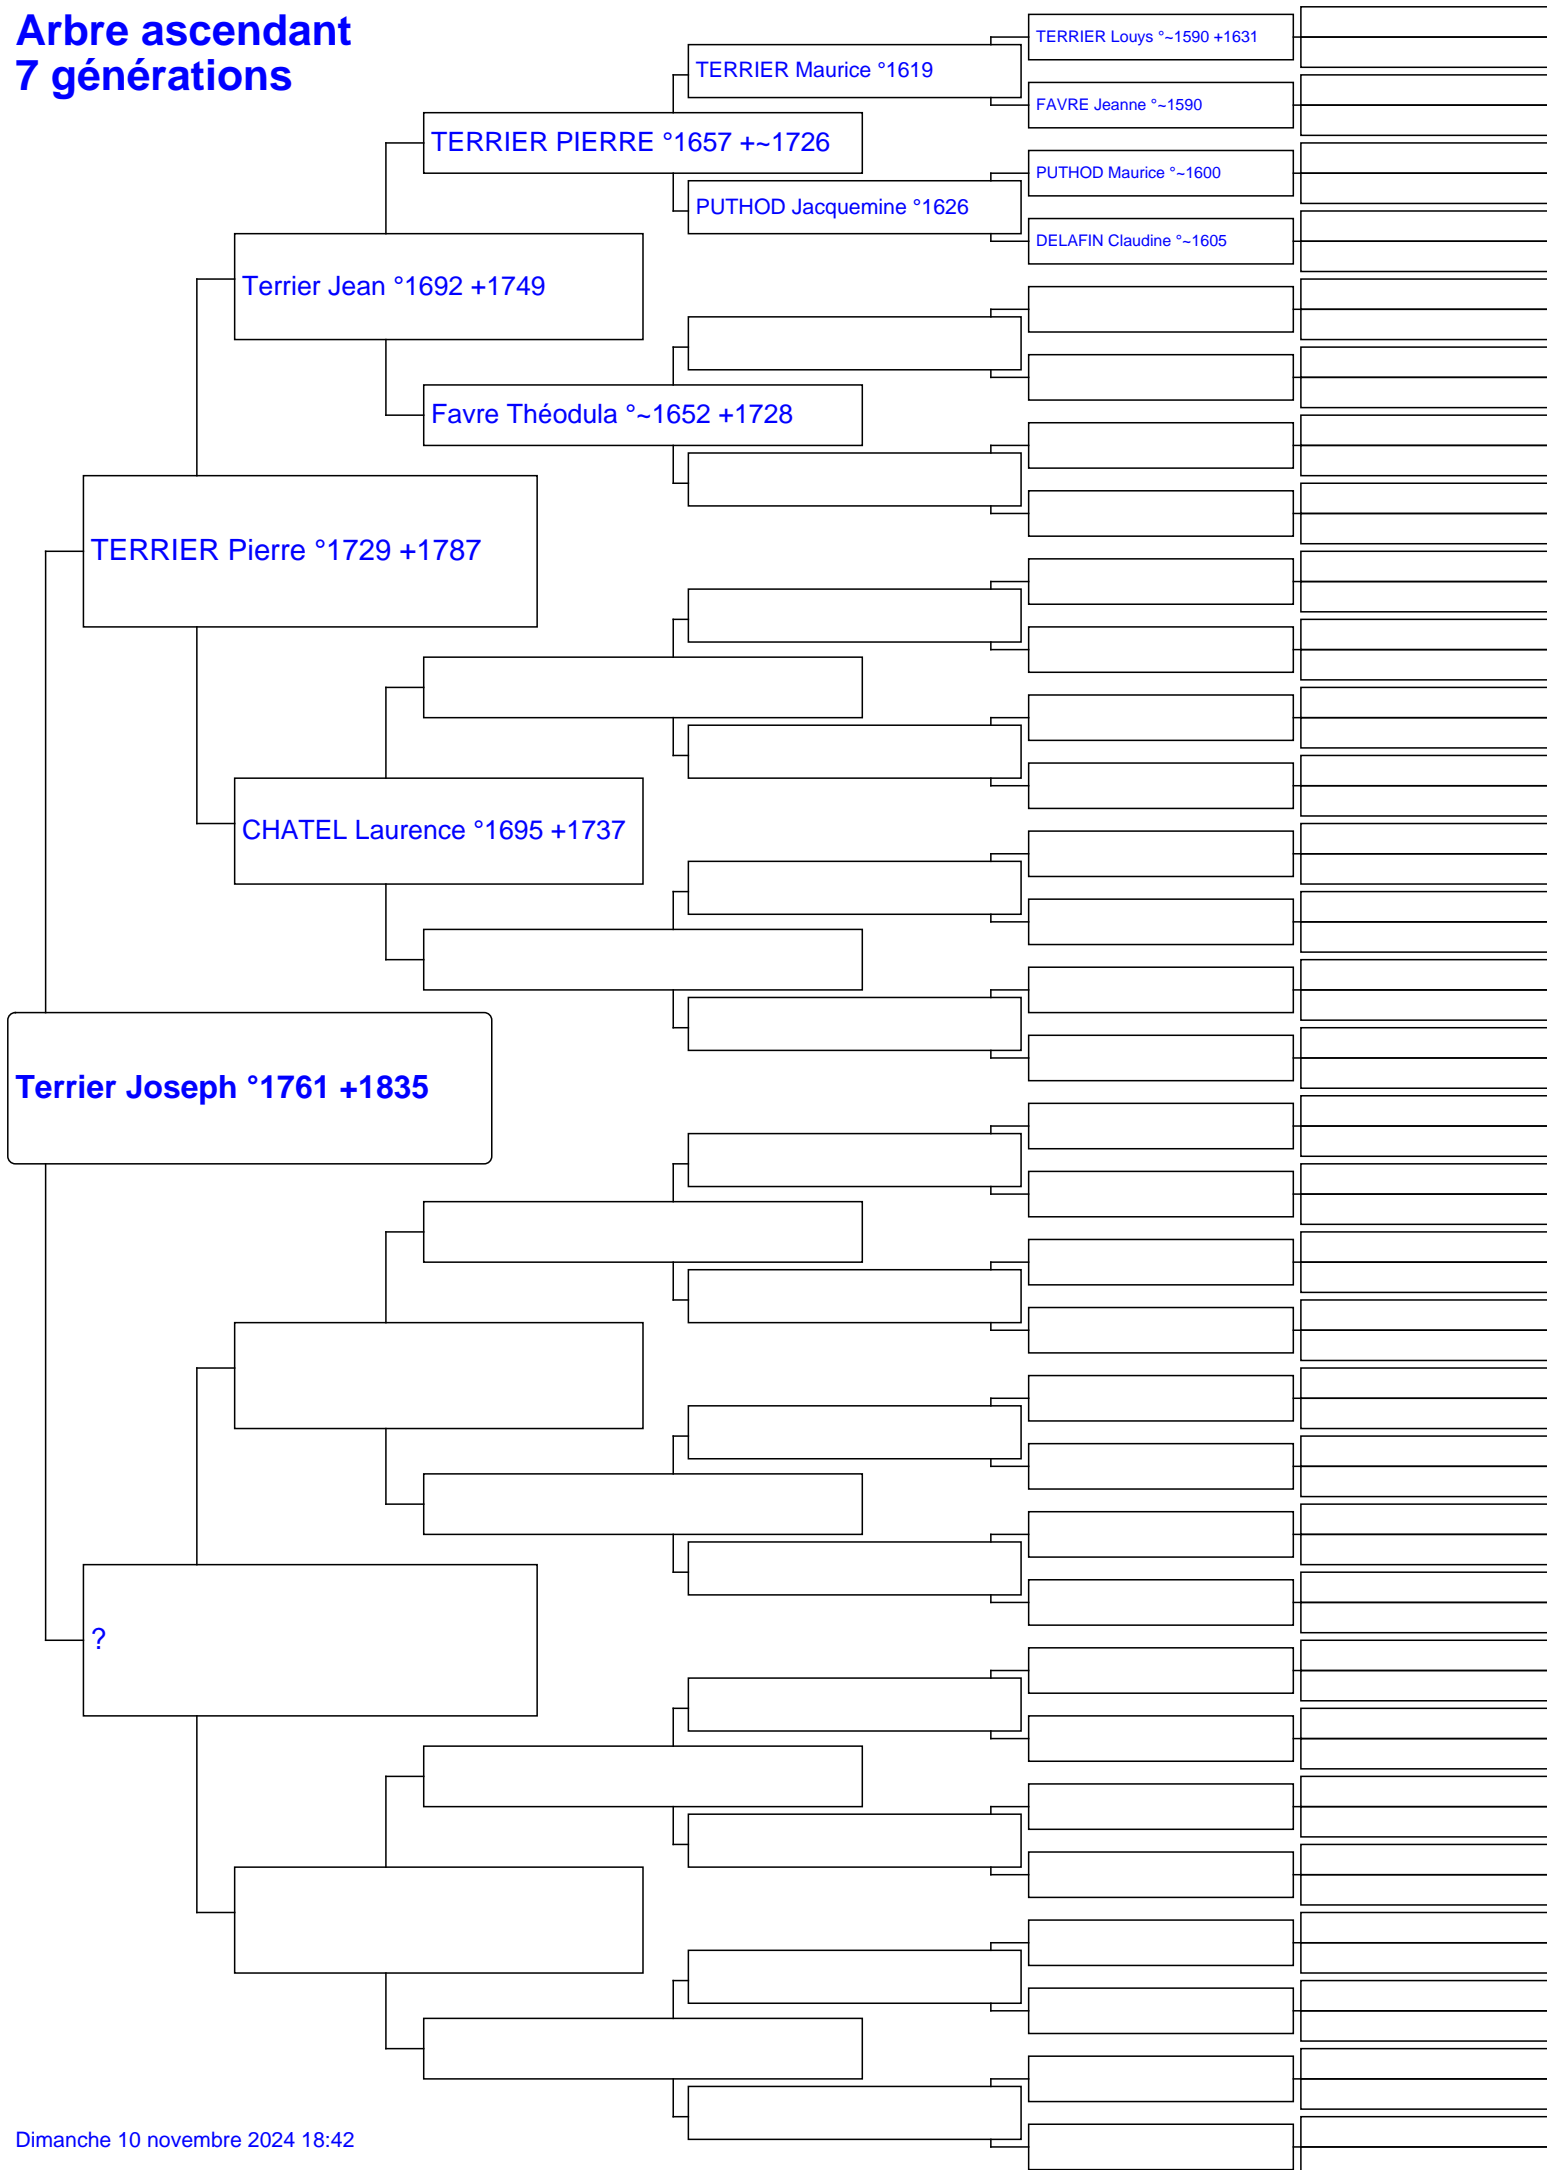 Arbre ascendant
7 générations
TERRIER Louys °~1590 +1631
TERRIER Maurice °1619
FAVRE Jeanne °~1590
TERRIER PIERRE °1657 +~1726
PUTHOD Maurice °~1600
PUTHOD Jacquemine °1626
DELAFIN Claudine °~1605
Terrier Jean °1692 +1749
Favre Théodula °~1652 +1728
TERRIER Pierre °1729 +1787
CHATEL Laurence °1695 +1737
Terrier Joseph °1761 +1835
?
Dimanche 10 novembre 2024 18:42